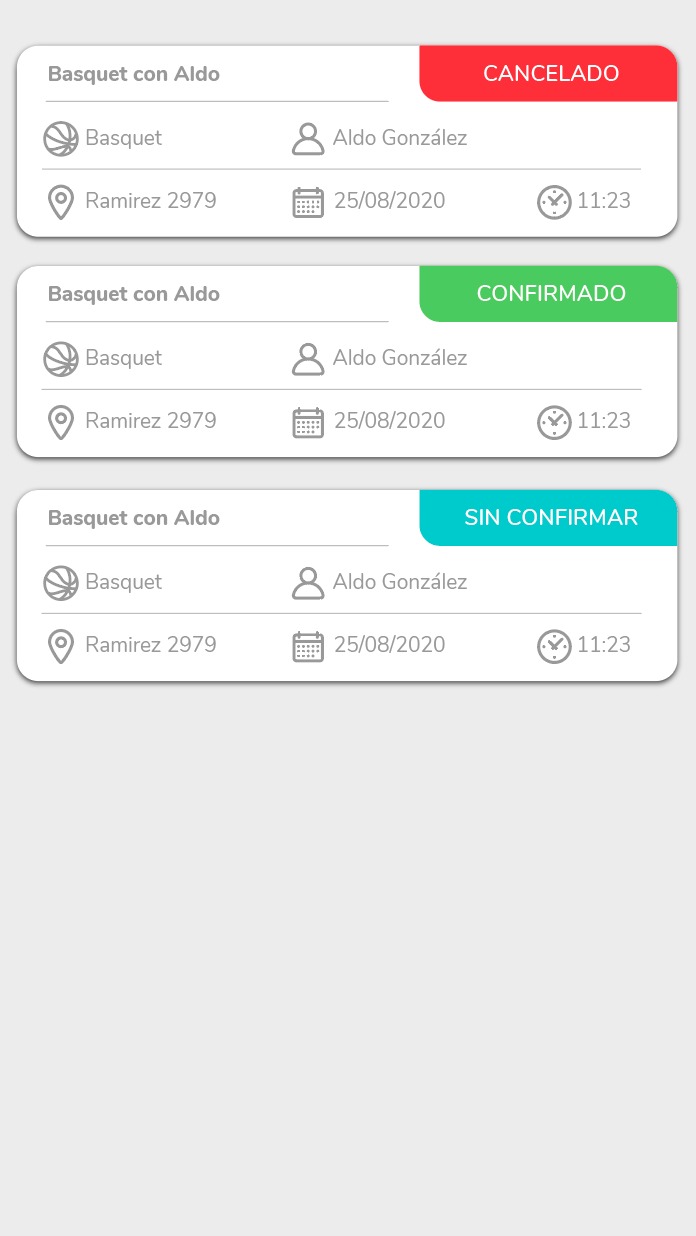 Basquet con Aldo
CANCELADO
Basquet
Aldo González
Ramirez 2979
25/08/2020
11:23
Basquet con Aldo
CONFIRMADO
Basquet
Aldo González
Ramirez 2979
25/08/2020
11:23
Basquet con Aldo
SIN CONFIRMAR
Basquet
Aldo González
Ramirez 2979
25/08/2020
11:23